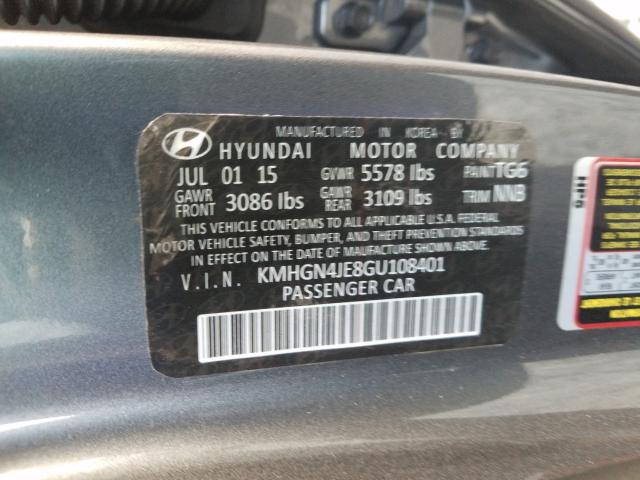 MANUFACTURED IN KOREA BY
HYUNDAI MOTOR COMPANY
JUL 01 15 GVWR 5578 lbs PAINT TG6
GAWR FRONT 3086 lbs GAWR REAR 3109 lbs TRIM NNB
THIS VEHICLE CONFORMS TO ALL APPLICABLE U.S.A. FEDERAL
MOTOR VEHICLE SAFETY, BUMPER, AND THEFT PREVENTION STANDARDS
IN EFFECT ON THE DATE OF MANUFACTURE SHOWN ABOVE.
V.I.N. KMHGN4JE8GU108401
PASSENGER CAR